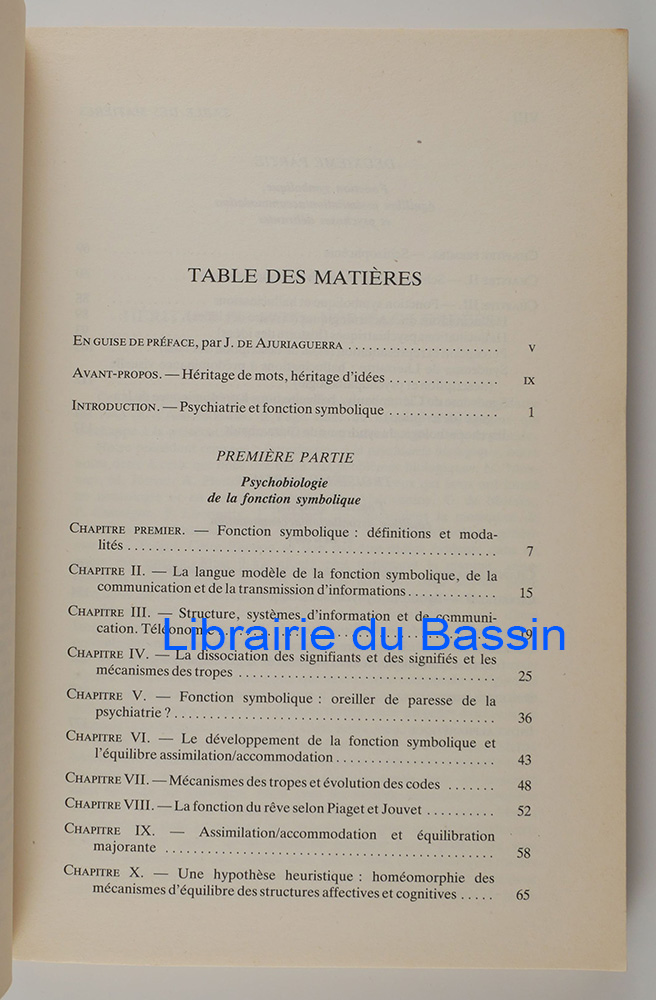 TABLE DES MATIÈRES
EN GUISE DE PRÉFACE, par J. DE AJURIAGUERRA ...................... V
AVANT-PROPOS. — Héritage de mots, héritage d'idées ................ IX
INTRODUCTION. — Psychiatrie et fonction symbolique ................ 1
PREMIÈRE PARTIE
Psychobiologie
de la fonction symbolique
CHAPITRE PREMIER. — Fonction symbolique : définitions et moda-
lités ..................................................... 7
CHAPITRE II. — La langue modèle de la fonction symbolique, de la
communication et de la transmission d'informations ............. 15
CHAPITRE III. — Structure, systèmes d'information et de communi-
cation. Téléonomie ........................................ 19
Librairie du Bassin
CHAPITRE IV. — La dissociation des signifiants et des signifiés et les
mécanismes des tropes ..................................... 25
CHAPITRE V. — Fonction symbolique : oreiller de paresse de la
psychiatrie ? .............................................. 36
CHAPITRE VI. — Le développement de la fonction symbolique et
l'équilibre assimilation/accommodation ....................... 43
CHAPITRE VII. — Mécanismes des tropes et évolution des codes ....... 48
CHAPITRE VIII. — La fonction du rêve selon Piaget et Jouvet .......... 52
CHAPITRE IX. — Assimilation/accommodation et équilibration
majorante ............................................... 58
CHAPITRE X. — Une hypothèse heuristique : homéomorphie des
mécanismes d'équilibre des structures affectives et cognitives ..... 65